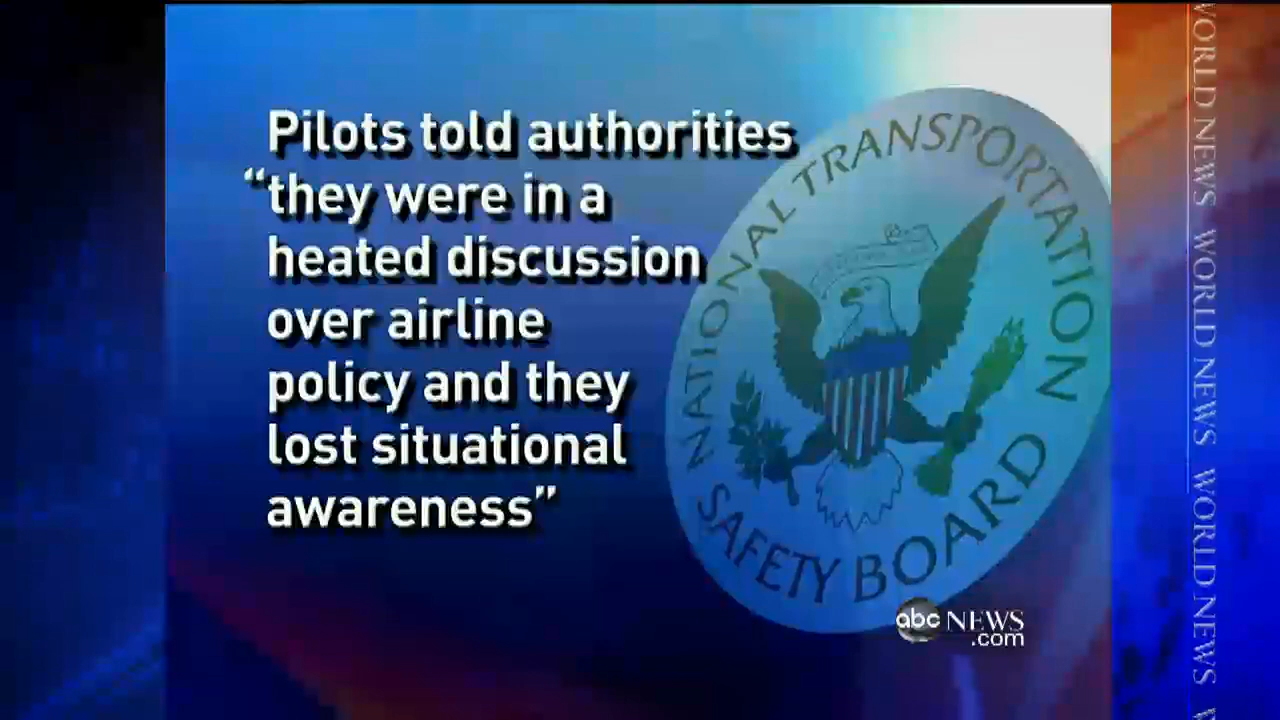 Pilots told authorities
“they were in a
heated discussion
over airline
policy and they
lost situational
awareness”
NATIONAL TRANSPORTATION
SAFETY BOARD
abc NEWS
.com
WORLD NEWS WORLD NEWS WORLD NEWS